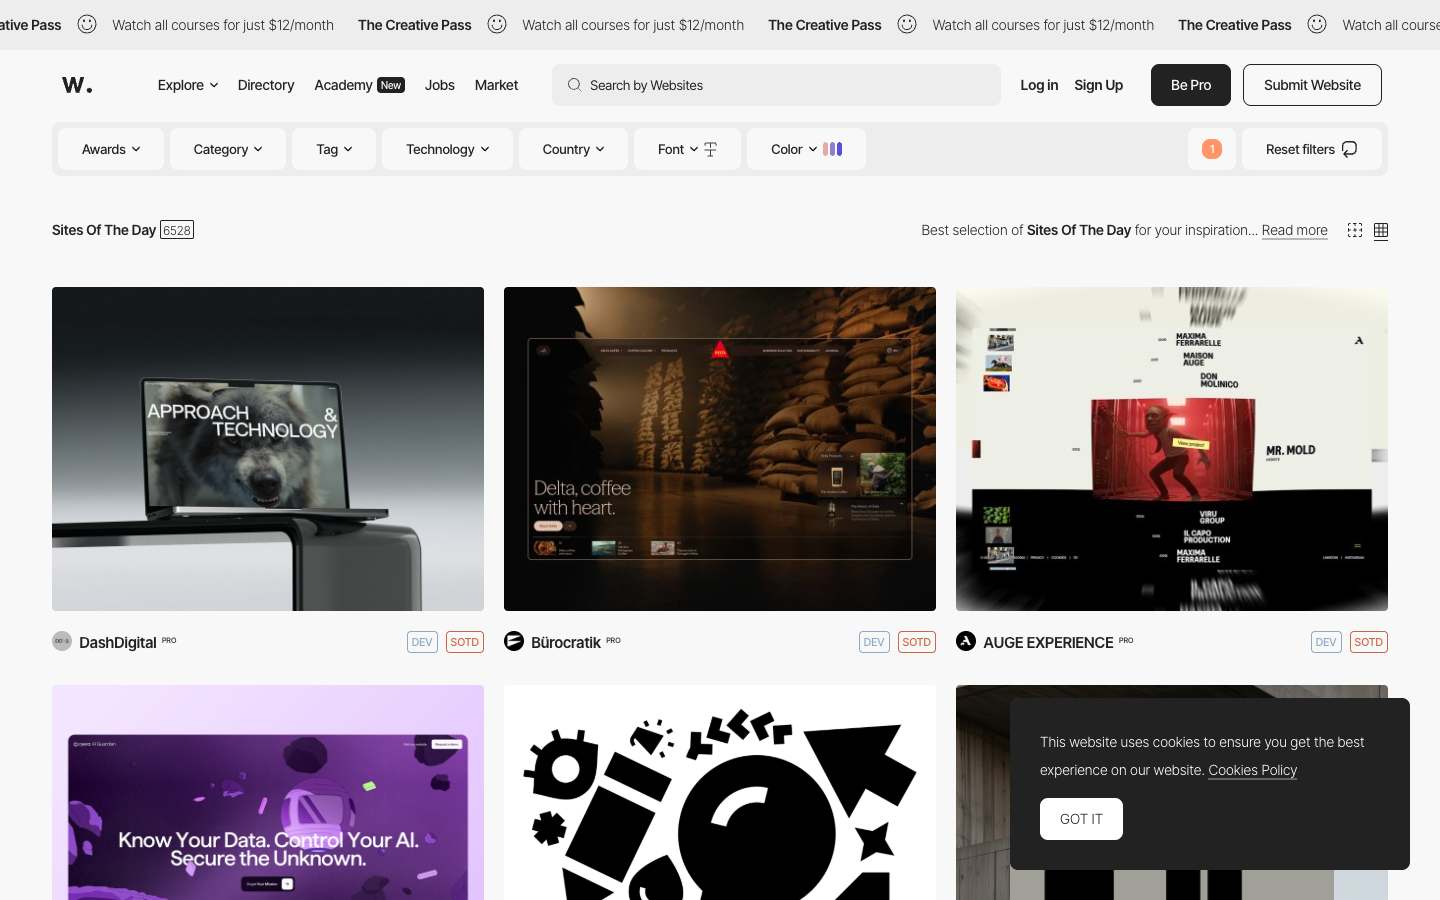 ative Pass Watch all courses for just $12/month The Creative Pass Watch all courses for just $12/month The Creative Pass Watch all courses for just $12/month The Creative Pass Watch all course
W. Explore Directory Academy New Jobs Market Search by Websites Log in Sign Up Be Pro Submit Website
Awards Category Tag Technology Country Font Color 1 Reset filters
Sites Of The Day 6528 Best selection of Sites Of The Day for your inspiration... Read more
APPROACH &
TECHNOLOGY
Delta, coffee
with heart.
MAXIMA
FERRARELLE
MAISON
AUGE
DON
MOLINICO
MR. MOLD
VIRU
GROUP
IL CAPO
PRODUCTION
MAXIMA
FERRARELLE
DashDigital PRO DEV SOTD
Bürocratik PRO DEV SOTD
AUGE EXPERIENCE PRO DEV SOTD
Know Your Data. Control Your AI.
Secure the Unknown.
This website uses cookies to ensure you get the best
experience on our website. Cookies Policy
GOT IT